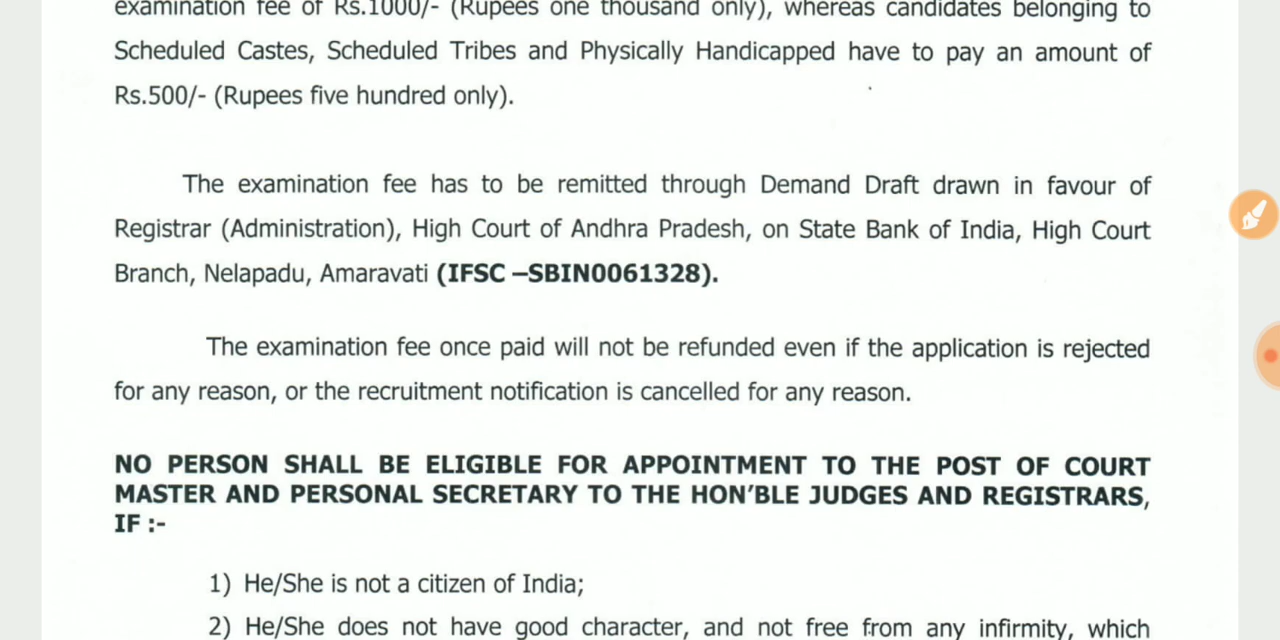 examination fee of Rs.1000/- (Rupees one thousand only), whereas candidates belonging to
Scheduled Castes, Scheduled Tribes and Physically Handicapped have to pay an amount of
Rs.500/- (Rupees five hundred only).
The examination fee has to be remitted through Demand Draft drawn in favour of
Registrar (Administration), High Court of Andhra Pradesh, on State Bank of India, High Court
Branch, Nelapadu, Amaravati (IFSC –SBIN0061328).
The examination fee once paid will not be refunded even if the application is rejected
for any reason, or the recruitment notification is cancelled for any reason.
NO PERSON SHALL BE ELIGIBLE FOR APPOINTMENT TO THE POST OF COURT
MASTER AND PERSONAL SECRETARY TO THE HON'BLE JUDGES AND REGISTRARS,
IF :-
1) He/She is not a citizen of India;
2) He/She does not have good character, and not free from any infirmity, which